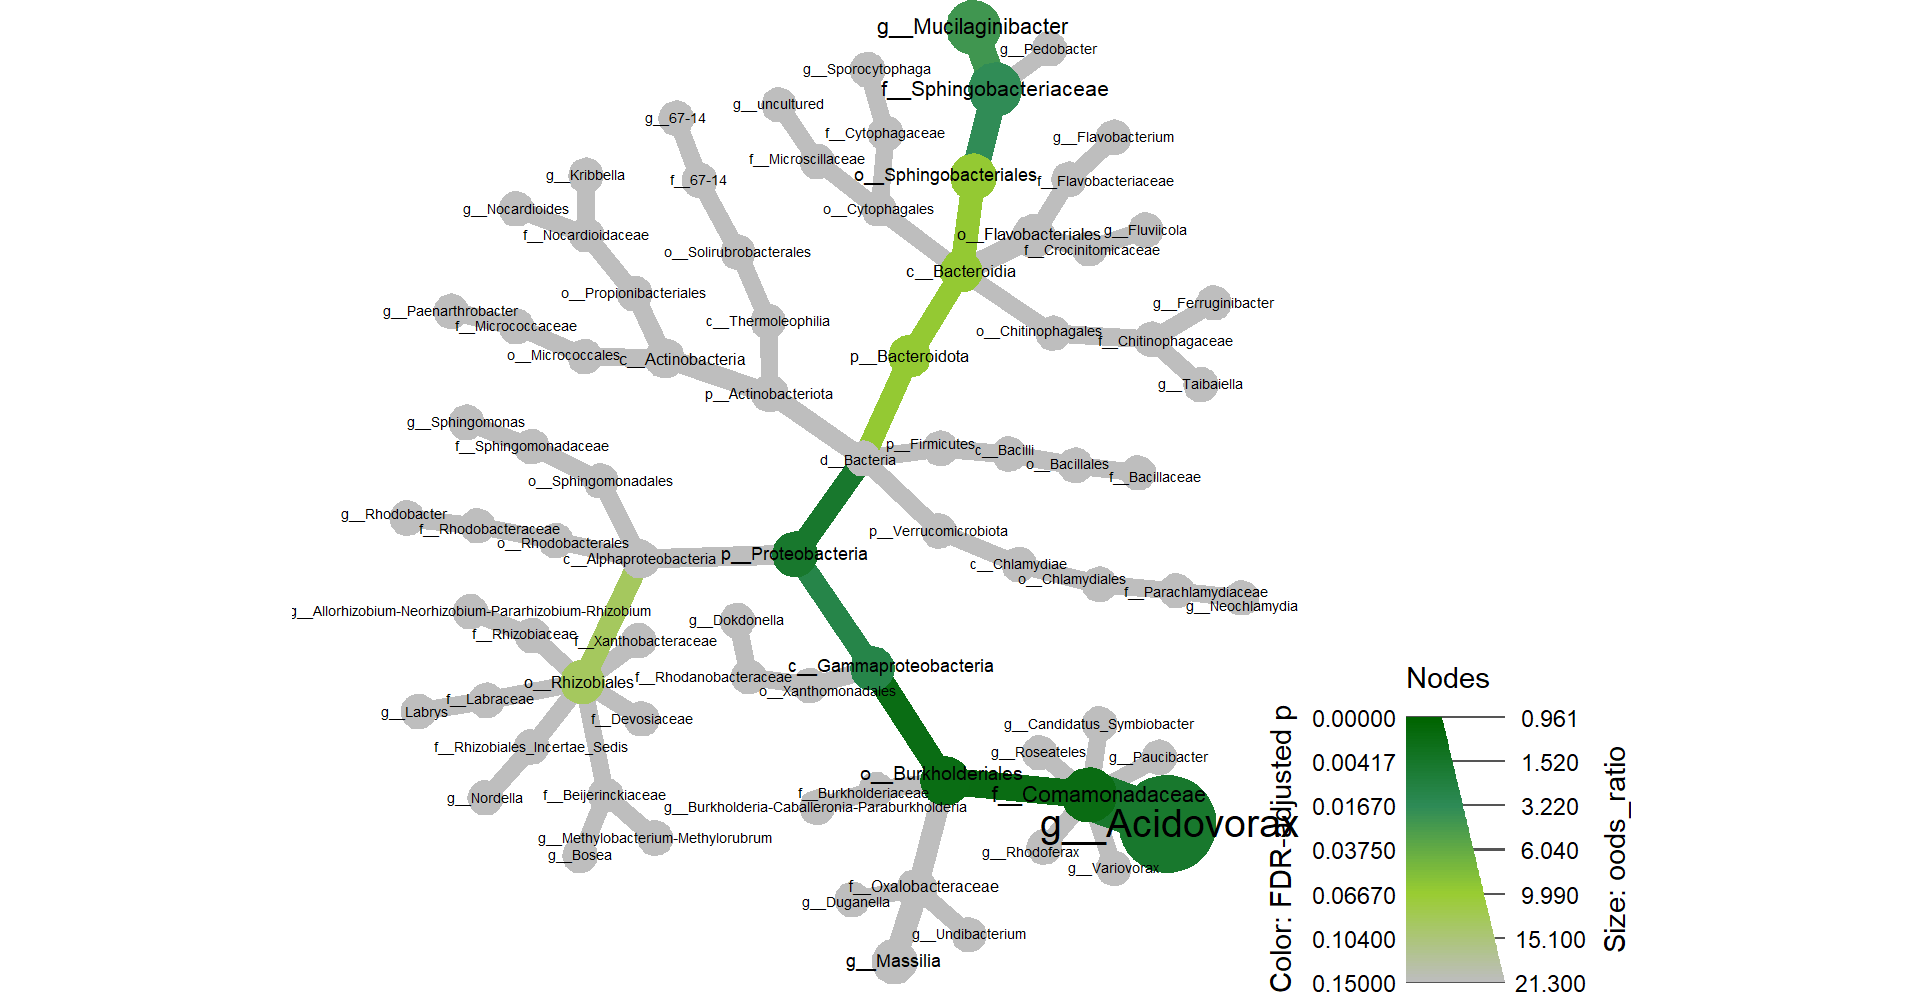 g__Mucilaginibacter
g__Pedobacter
g__Sporocytophaga
f__Sphingobacteriaceae
g__uncultured
g__67-14
f__Cytophagaceae
g__Flavobacterium
f__Microscillaceae
g__Kribbella
o__Sphingobacteriales
f__67-14
f__Flavobacteriaceae
g__Nocardioides
o__Cytophagales
f__Nocardioidaceae
o__Flavobacteriales
g__Fluviicola
o__Solirubrobacterales
f__Crocinitomicaceae
c__Bacteroidia
o__Propionibacteriales
g__Ferruginibacter
g__Paenarthrobacter
f__Micrococcaceae
c__Thermoleophilia
o__Chitinophagales
f__Chitinophagaceae
o__Micrococcales
c__Actinobacteria
p__Bacteroidota
g__Taibaiella
p__Actinobacteriota
g__Sphingomonas
f__Sphingomonadaceae
p__Firmicutes
c__Bacilli
d__Bacteria
o__Bacillales
f__Bacillaceae
o__Sphingomonadales
g__Rhodobacter
f__Rhodobacteraceae
o__Rhodobacterales
p__Verrucomicrobiota
c__Alphaproteobacteria
p__Proteobacteria
c__Chlamydiae
o__Chlamydiales
f__Parachlamydiaceae
g__Neochlamydia
g__Allorhizobium-Neorhizobium-Pararhizobium-Rhizobium
g__Dokdonella
f__Rhizobiaceae
f__Xanthobacteraceae
c__Gammaproteobacteria
f__Rhodanobacteraceae
o__Rhizobiales
o__Xanthomonadales
f__Labraceae
g__Labrys
f__Devosiaceae
g__Candidatus_Symbiobacter
f__Rhizobiales_Incertae_Sedis
g__Roseateles
g__Paucibacter
o__Burkholderiales
f__Burkholderiaceae
f__Comamonadaceae
g__Nordella
f__Beijerinckiaceae
g__Burkholderia-Caballeronia-Paraburkholderia
g__Acidovorax
g__Methylobacterium-Methylorubrum
g__Bosea
g__Rhodoferax
g__Variovorax
f__Oxalobacteraceae
g__Duganella
g__Undibacterium
g__Massilia
Nodes
Color: FDR-adjusted p
0.00000
0.00417
0.01670
0.03750
0.06670
0.10400
0.15000
0.961
1.520
3.220
6.040
9.990
15.100
21.300
Size: oods_ratio